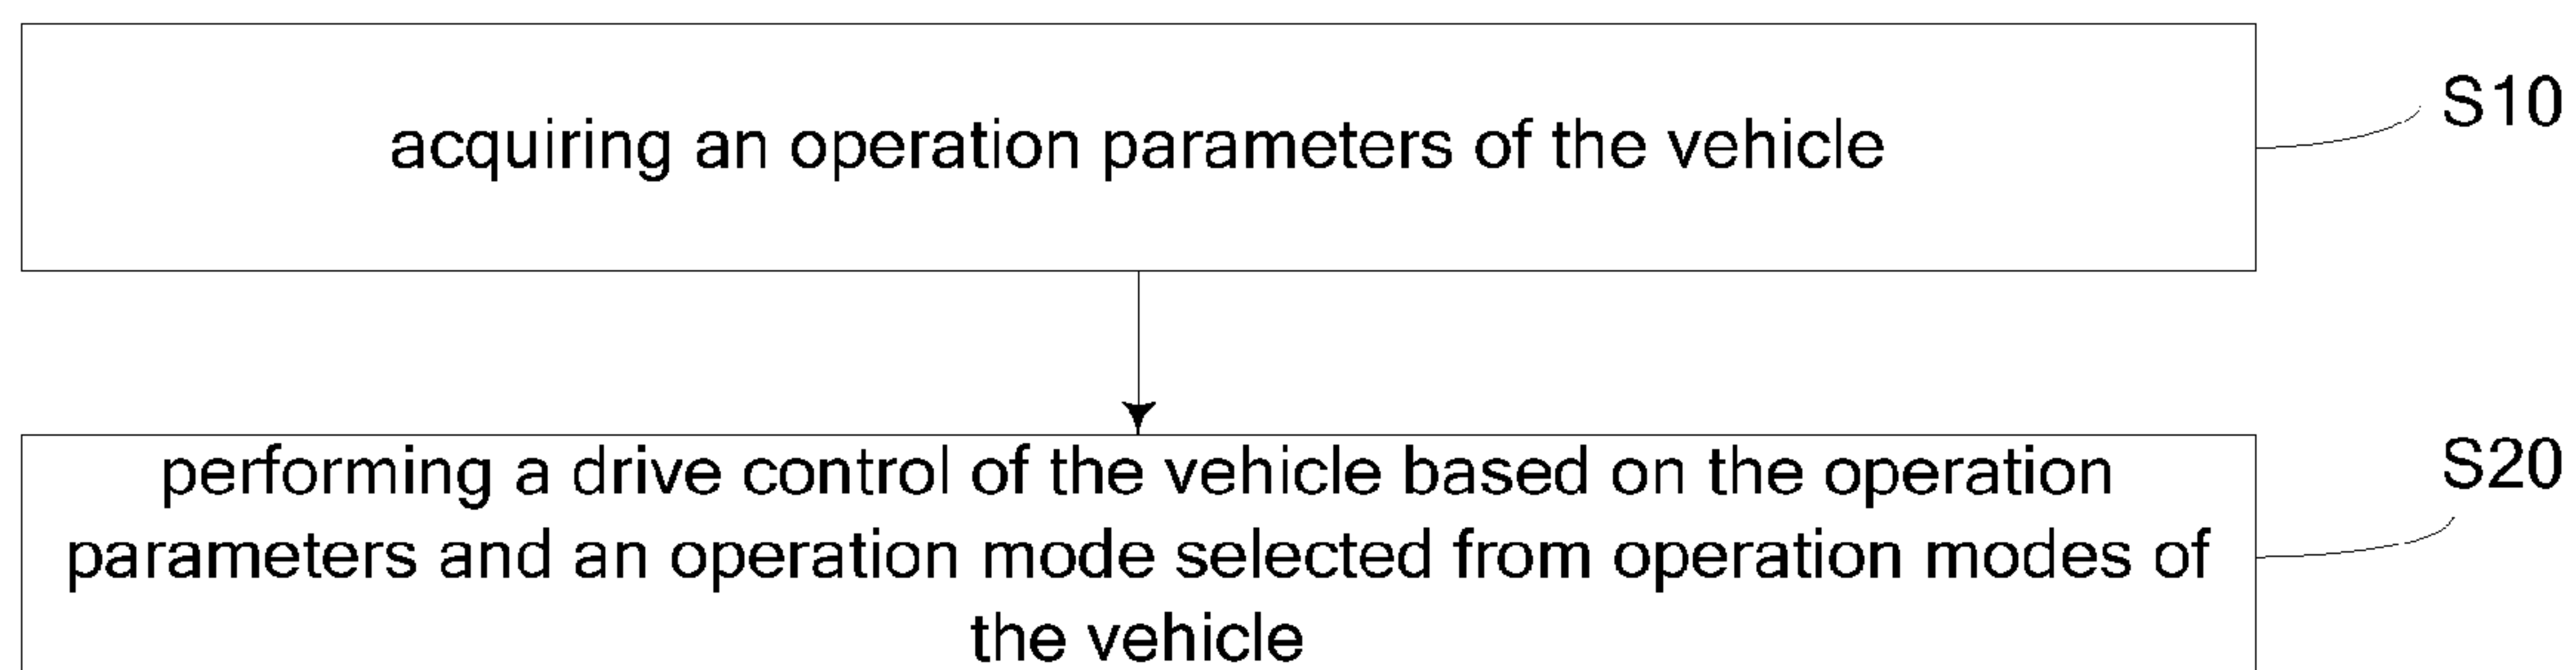 acquiring an operation parameters of the vehicle
S10
performing a drive control of the vehicle based on the operation
parameters and an operation mode selected from operation modes of
the vehicle
S20